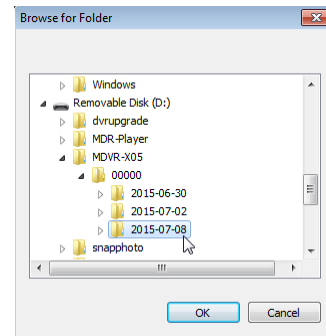 Browse for Folder
Windows
Removable Disk (D:)
dvrupgrade
MDR-Player
MDVR-X05
00000
2015-06-30
2015-07-02
2015-07-08
snapphoto
OK
Cancel